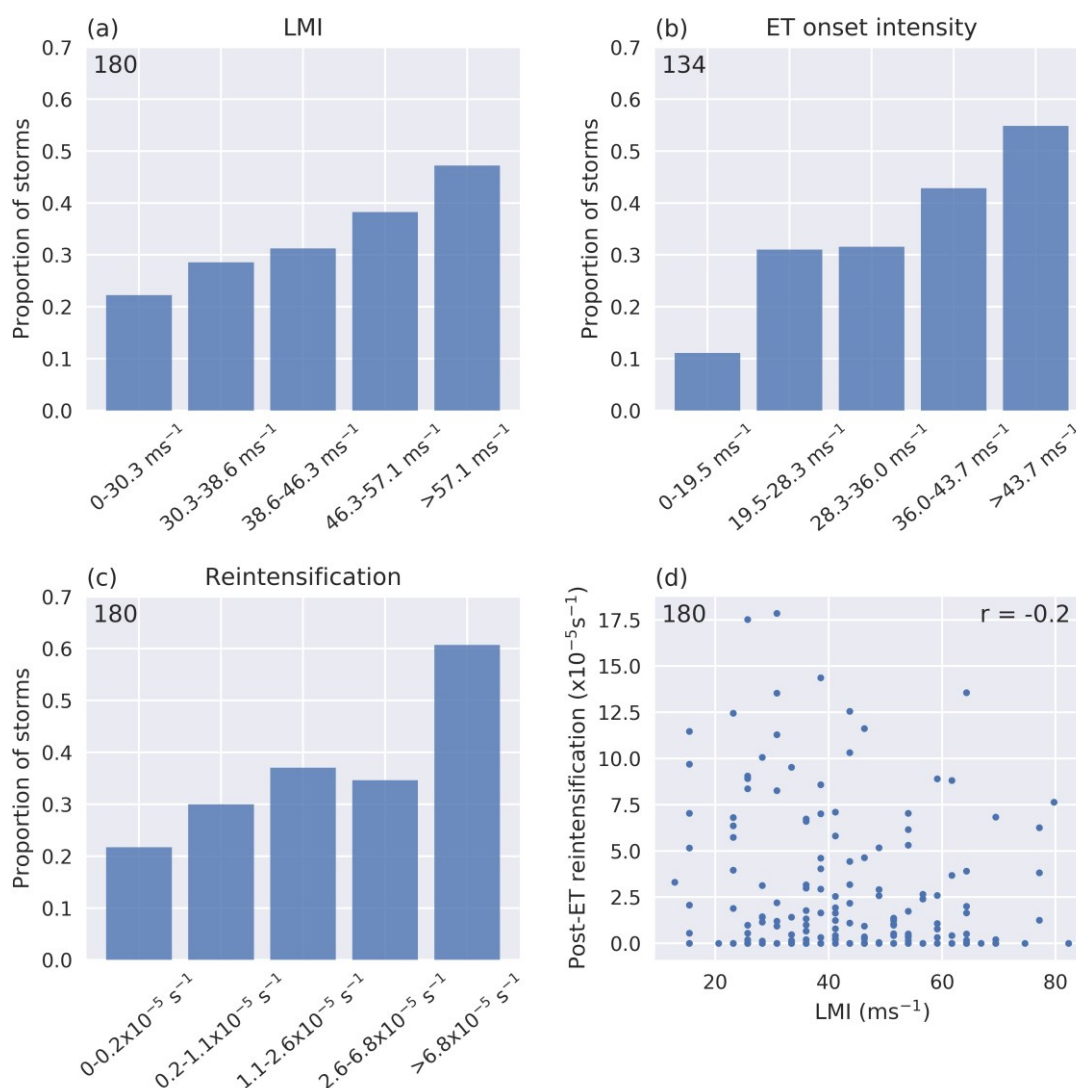 (a) LMI
180
0.7
0.6
0.5
0.4
0.3
0.2
0.1
0.0
Proportion of storms
0-30.3 ms⁻¹
30.3-38.6 ms⁻¹
38.6-46.3 ms⁻¹
46.3-57.1 ms⁻¹
>57.1 ms⁻¹
(b) ET onset intensity
134
0.7
0.6
0.5
0.4
0.3
0.2
0.1
0.0
Proportion of storms
0-19.5 ms⁻¹
19.5-28.3 ms⁻¹
28.3-36.0 ms⁻¹
36.0-43.7 ms⁻¹
>43.7 ms⁻¹
(c) Reintensification
180
0.7
0.6
0.5
0.4
0.3
0.2
0.1
0.0
Proportion of storms
0-0.2x10⁻⁵ s⁻¹
0.2-1.1x10⁻⁵ s⁻¹
1.1-2.6x10⁻⁵ s⁻¹
2.6-6.8x10⁻⁵ s⁻¹
>6.8x10⁻⁵ s⁻¹
(d)
180 r = -0.2
17.5
15.0
12.5
10.0
7.5
5.0
2.5
0.0
Post-ET reintensification (x10⁻⁵s⁻¹)
20 40 60 80
LMI (ms⁻¹)